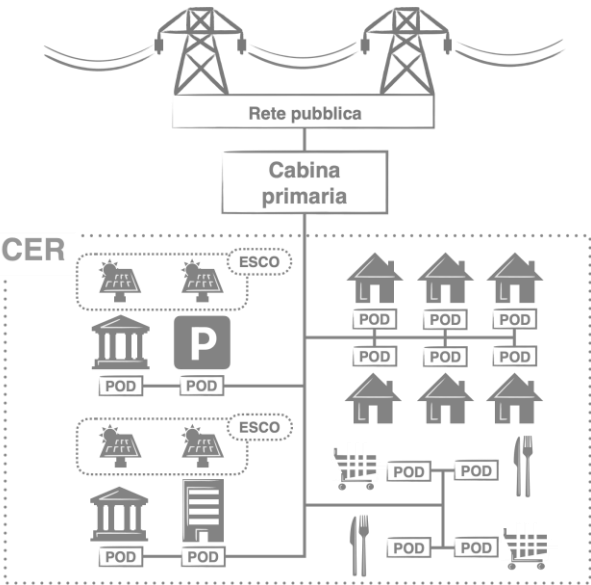 Rete pubblica
Cabina
primaria
CER
ESCO
P
POD POD
ESCO
POD POD
POD POD POD
POD POD POD
POD POD
POD POD